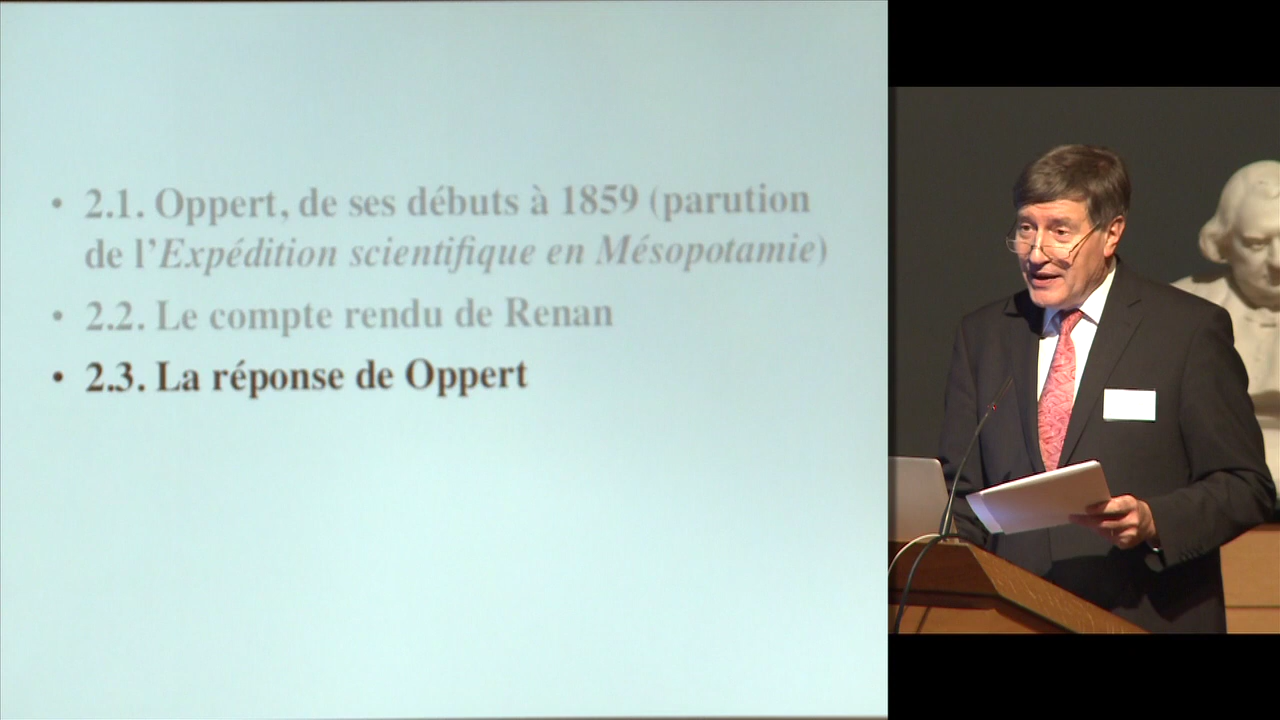 • 2.1. Oppert, de ses débuts à 1859 (parution
de l’Expédition scientifique en Mésopotamie)
• 2.2. Le compte rendu de Renan
• 2.3. La réponse de Oppert